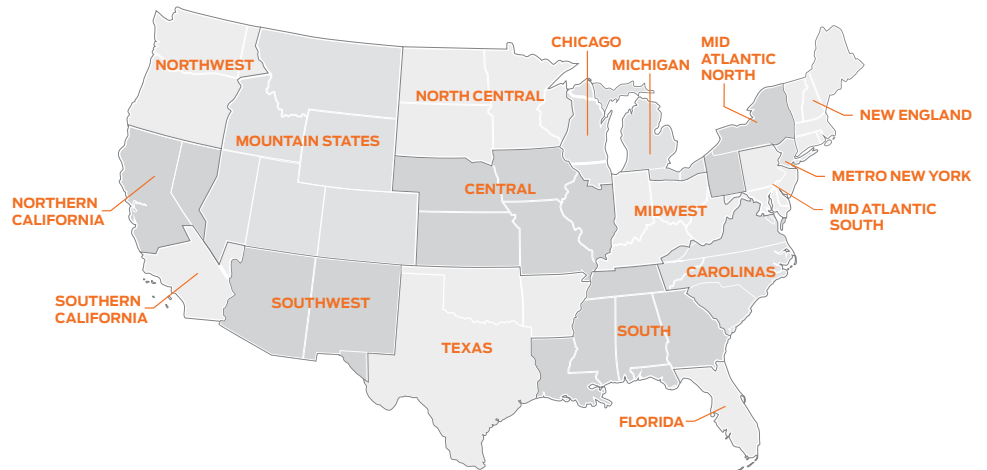 CHICAGO
MID
ATLANTIC
NORTH
MICHIGAN
NORTHWEST
NORTH CENTRAL
NEW ENGLAND
MOUNTAIN STATES
METRO NEW YORK
CENTRAL
NORTHERN
CALIFORNIA
MIDWEST
MID ATLANTIC
SOUTH
CAROLINAS
SOUTHERN
CALIFORNIA
SOUTHWEST
SOUTH
TEXAS
FLORIDA